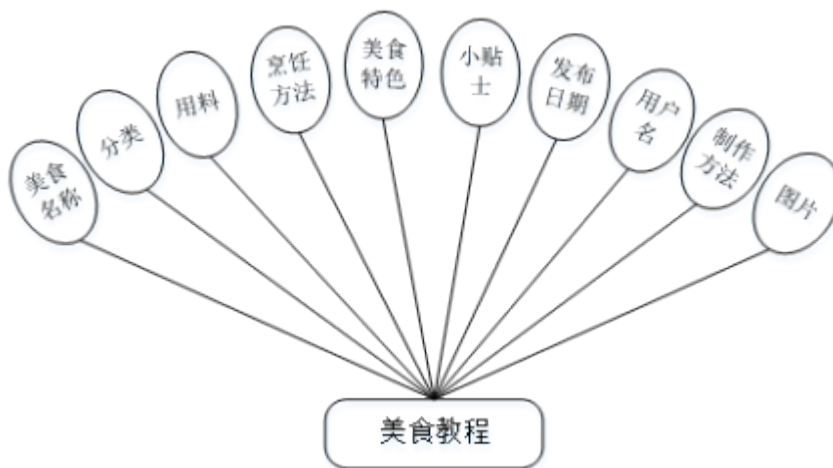 美食
名称
分类
用料
烹饪
方法
美食
特色
小贴
士
发布
日期
用户
名
制作
方法
图片
美食教程